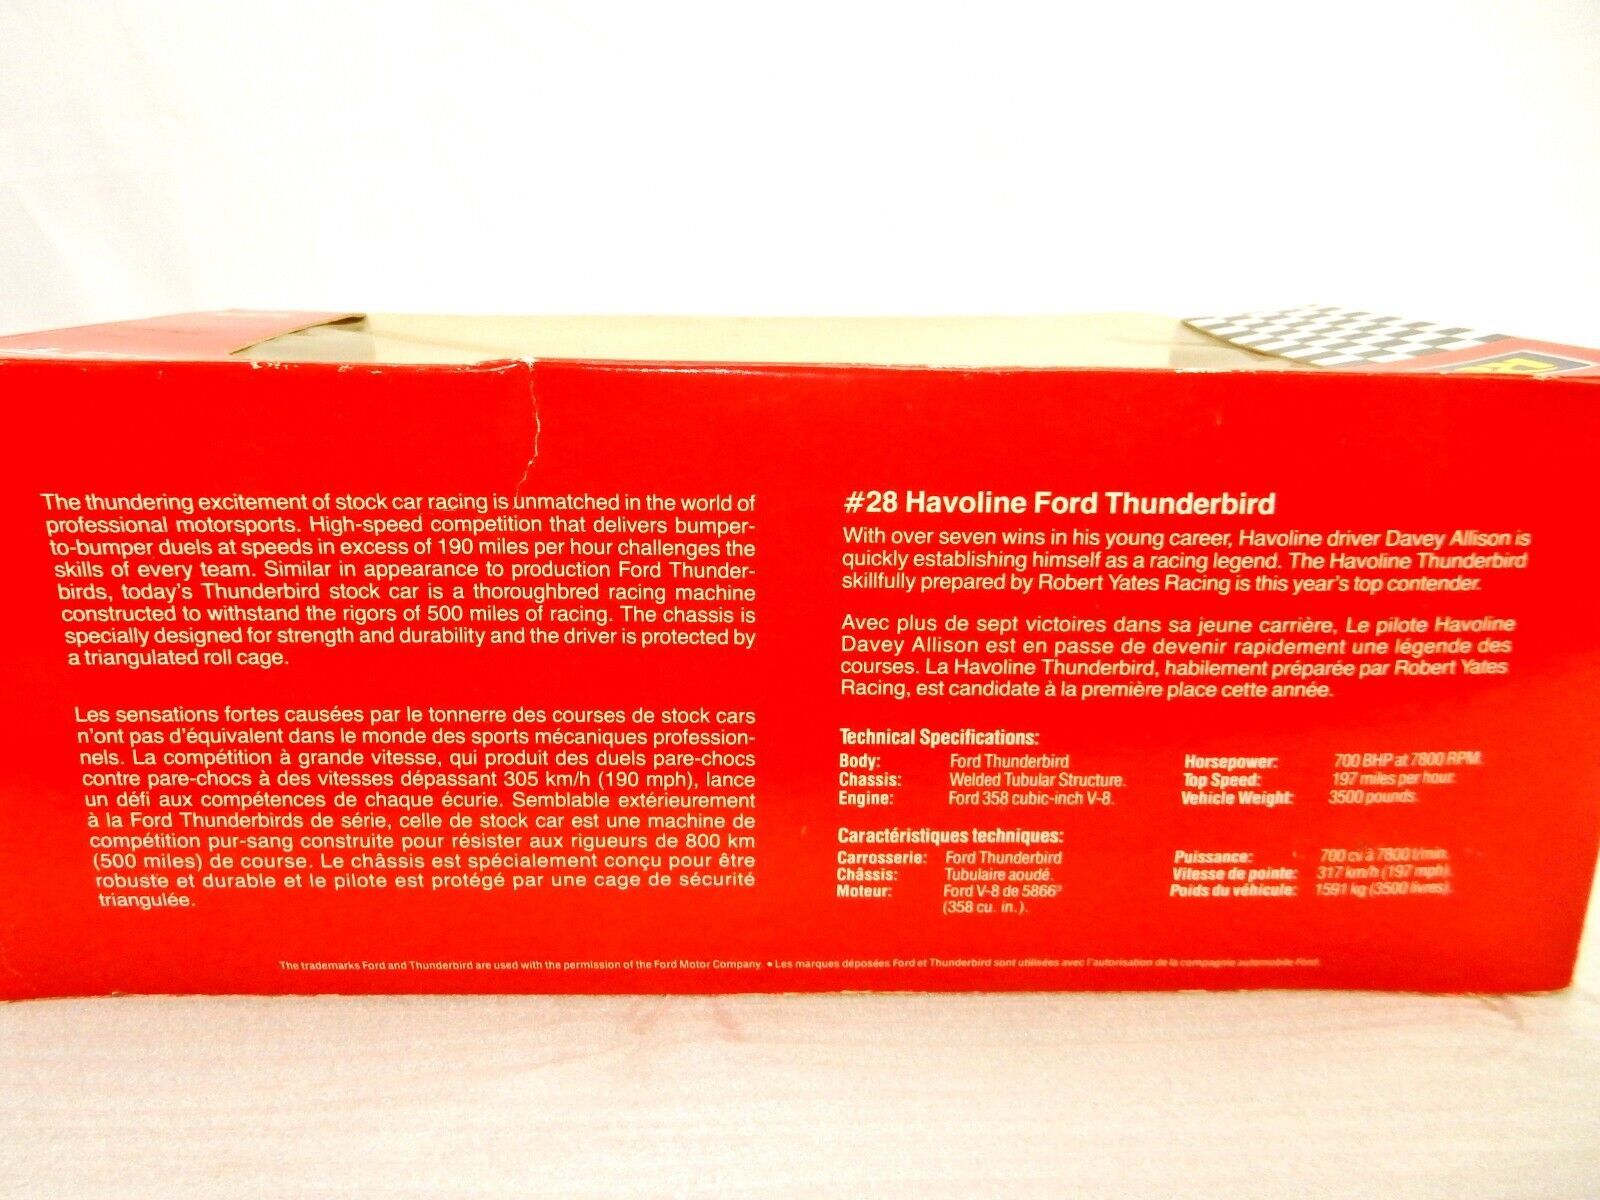 The thundering excitement of stock car racing is unmatched in the world of
professional motorsports. High-speed competition that delivers bumper-
to-bumper duels at speeds in excess of 190 miles per hour challenges the
skills of every team. Similar in appearance to production Ford Thunder-
birds, today's Thunderbird stock car is a thoroughbred racing machine
constructed to withstand the rigors of 500 miles of racing. The chassis is
specially designed for strength and durability and the driver is protected by
a triangulated roll cage.
Les sensations fortes causées par le tonnerre des courses de stock cars
n'ont pas d'équivalent dans le monde des sports mécaniques profession-
nels. La compétition à grande vitesse, qui produit des duels pare-chocs
contre pare-chocs à des vitesses dépassant 305 km/h (190 mph), lance
un défi aux compétences de chaque écurie. Semblable extérieurement
à la Ford Thunderbirds de série, celle de stock car est une machine de
compétition pur-sang construite pour résister aux rigueurs de 800 km
(500 miles) de course. Le châssis est spécialement conçu pour être
robuste et durable et le pilote est protégé par une cage de sécurité
triangulée.
#28 Havoline Ford Thunderbird
With over seven wins in his young career, Havoline driver Davey Allison is
quickly establishing himself as a racing legend. The Havoline Thunderbird
skillfully prepared by Robert Yates Racing is this year's top contender.
Avec plus de sept victoires dans sa jeune carrière, Le pilote Havoline
Davey Allison est en passe de devenir rapidement une légende des
courses. La Havoline Thunderbird, habilement préparée par Robert Yates
Racing, est candidate à la première place cette année.
Technical Specifications:
Body: Ford Thunderbird Horsepower: 700 BHP at 7800 RPM.
Chassis: Welded Tubular Structure. Top Speed: 197 miles per hour.
Engine: Ford 358 cubic-inch V-8. Vehicle Weight: 3500 pounds.
Caractéristiques techniques:
Carrosserie: Ford Thunderbird Puissance: 700 cv à 7800 t/min.
Châssis: Tubulaire aoudé. Vitesse de pointe: 317 km/h (197 mph).
Moteur: Ford V-8 de 5866³ Poids du véhicule: 1591 kg (3500 livres).
(358 cu. in.).
The trademarks Ford and Thunderbird are used with the permission of the Ford Motor Company. • Les marques déposées Ford et Thunderbird sont utilisées avec l'autorisation de la compagnie automobile Ford.